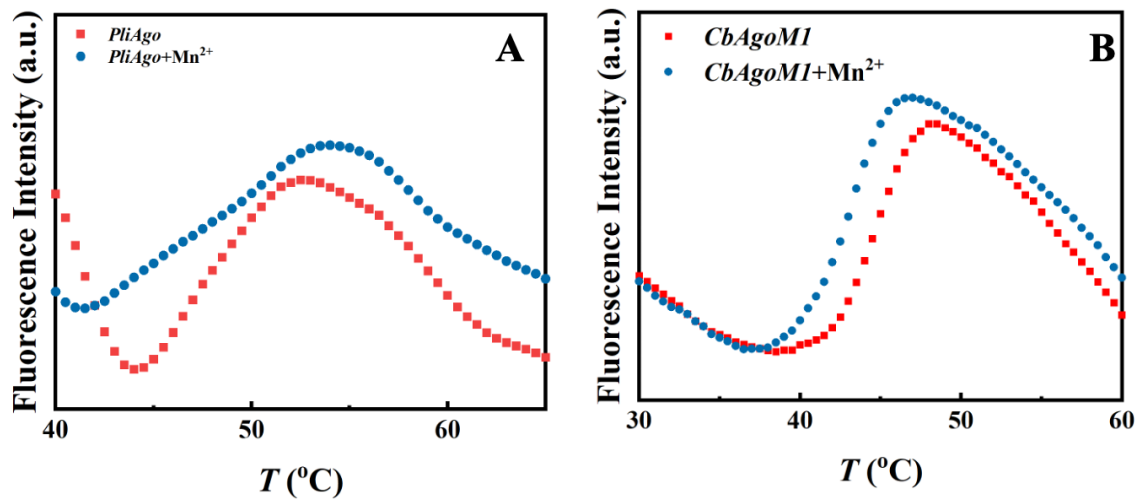 Fluorescence Intensity (a.u.)
PliAgo
PliAgo+Mn²⁺
A
40
50
60
T (°C)
Fluorescence Intensity (a.u.)
CbAgoM1
CbAgoM1+Mn²⁺
B
30
40
50
60
T (°C)